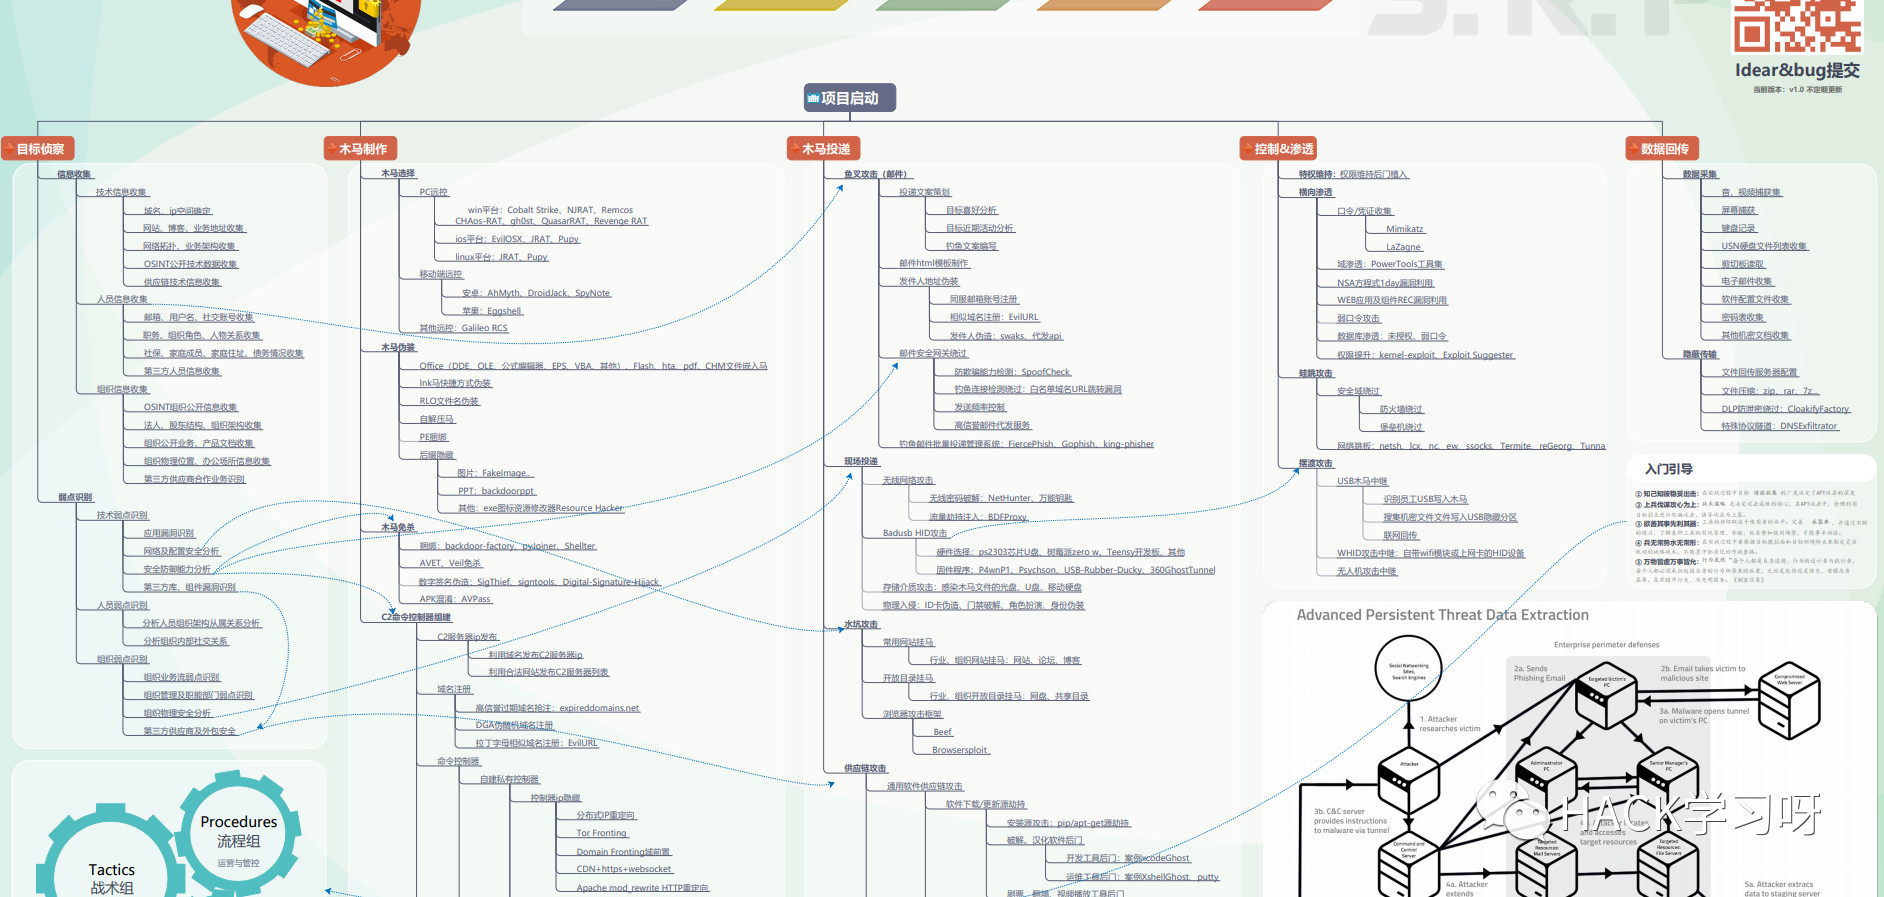 S.R.P
Idear&bug提交
当前版本：v1.0 不定期更新
项目启动
目标侦察
信息收集
技术信息收集
域名、ip空间确定
网站、博客、业务地址收集
网络拓扑、业务架构收集
OSINT公开技术数据收集
供应链技术信息收集
人员信息收集
邮箱、用户名、社交账号收集
职务、组织角色、人物关系收集
社保、家庭成员、家庭住址、债务情况收集
第三方人员信息收集
组织信息收集
OSINT组织公开信息收集
法人、股东结构、组织架构收集
组织公开业务、产品文档收集
组织物理位置、办公场所信息收集
第三方供应商合作业务识别
弱点识别
技术弱点识别
应用漏洞识别
网络及配置安全分析
安全防御能力分析
第三方库、组件漏洞识别
人员弱点识别
分析人员组织架构从属关系分析
分析组织内部社交关系
组织弱点识别
组织业务流弱点识别
组织管理及职能部门弱点识别
组织物理安全分析
第三方供应商及外包安全
Procedures
流程组
运营与管控
Tactics
战术组
木马制作
木马选择
PC远控
win平台：Cobalt Strike、NJRAT、Remcos
CHAos-RAT、gh0st、QuasarRAT、Revenge RAT
ios平台：EvilOSX、JRAT、Pupy
linux平台：JRAT、Pupy
移动端远控
安卓：AhMyth、DroidJack、SpyNote
苹果：Eggshell
其他远控：Galileo RCS
木马伪装
Office（DDE、OLE、公式编辑器、EPS、VBA、其他）、Flash、hta、pdf、CHM文件嵌入马
lnk马快捷方式伪装
RLO文件名伪装
自解压马
PE捆绑
后缀隐藏
图片：FakeImage..
PPT：backdoorppt
其他：exe图标资源修改器Resource Hacker
木马免杀
捆绑：backdoor-factory、pyJoiner、Shellter
AVET、Veil免杀
数字签名伪造：SigThief、signtools、Digital-Signature-Hijack
APK混淆：AVPass
C2命令控制器组建
C2服务器ip发布
利用域名发布C2服务器ip
利用合法网站发布C2服务器列表
域名注册
高信誉过期域名抢注：expireddomains.net
DGA伪随机域名注册
拉丁字母相似域名注册：EvilURL
命令控制器
自建私有控制器
控制器ip隐藏
分布式IP重定向
Tor Fronting
Domain Fronting域前置
CDN+https+websocket
Apache mod_rewrite HTTP重定向
木马投递
鱼叉攻击（邮件）
投递文案策划
目标喜好分析
目标近期活动分析
钓鱼文案编写
邮件html模板制作
发件人地址伪装
同服邮箱账号注册
相似域名注册：EvilURL
发件人伪造：swaks、代发api
邮件安全网关绕过
防欺骗能力检测：SpoofCheck
钓鱼连接检测绕过：白名单域名URL跳转漏洞
发送频率控制
高信誉邮件代发服务
钓鱼邮件批量投递管理系统：FiercePhish、Gophish、king-phisher
现场投递
无线网络攻击
无线密码破解：NetHunter、万能钥匙
流量劫持注入：BDFProxy
Badusb HID攻击
硬件选择：ps2303芯片U盘、树莓派zero w、Teensy开发板、其他
固件程序：P4wnP1、Psychson、USB-Rubber-Ducky、360GhostTunnel
存储介质攻击：感染木马文件的光盘、U盘、移动硬盘
物理入侵：ID卡伪造、门禁破解、角色扮演、身份伪装
水坑攻击
常用网站挂马
行业、组织网站挂马：网站、论坛、博客
开放目录挂马
行业、组织开放目录挂马：网盘、共享目录
浏览器攻击框架
Beef
Browsersploit
供应链攻击
通用软件供应链攻击
软件下载/更新源劫持
安装源攻击：pip/apt-get源劫持
破解、汉化软件后门
开发工具后门：案例xcodeGhost
运维工具后门：案例XshellGhost、putty
刷票、翻墙、视频播放工具后门
控制&渗透
特权维持：权限维持后门植入
横向渗透
口令/凭证收集
Mimikatz
LaZagne
域渗透：PowerTools工具集
NSA方程式1day漏洞利用
WEB应用及组件REC漏洞利用
弱口令攻击
数据库渗透：未授权、弱口令
权限提升：kernel-exploit、Exploit Suggester
蛙跳攻击
安全域绕过
防火墙绕过
堡垒机绕过
网络跳板：netsh、lcx、nc、ew、ssocks、Termite、reGeorg、Tunna
摆渡攻击
USB木马中继
识别员工USB写入木马
搜集机密文件文件写入USB隐藏分区
联网回传
WHID攻击中继：自带wifi模块或上网卡的HID设备
无人机攻击中继
数据回传
数据采集
音、视频捕获集
屏幕捕获
键盘记录
USN硬盘文件列表收集
剪切板读取
电子邮件收集
软件配置文件收集
密码表收集
其他机密文档收集
隐蔽传输
文件回传服务器配置
文件压缩：zip、rar、7z...
DLP防泄密绕过：CloakifyFactory
特殊协议隧道：DNSExfiltrator
入门引导
① 知己知彼稳妥出击：
② 上兵伐谋攻心为上：
③ 欲善其事先利其器：
④ 兵无常势水无常形：
⑤ 万物皆虚万事皆允：
Advanced Persistent Threat Data Extraction
Enterprise perimeter defenses
Social Networking
Sites,
Search Engines
2a. Sends
Phishing Email
Targeted Victim's
PC
2b. Email takes victim to
malicious site
Compromised
Web Server
1. Attacker
researches victim
3a. Malware opens tunnel
on victim's PC
Attacker
Administrator
PC
Senior Manager's
PC
3b. C&C server
provides instructions
to malware via tunnel
and accesses
target resources
Command and
Control
Server
Targeted
Resources:
Mail Servers
Targeted
Resources:
File Servers
4a. Attacker
extends
5a. Attacker extracts
data to staging server
HACK学习呀